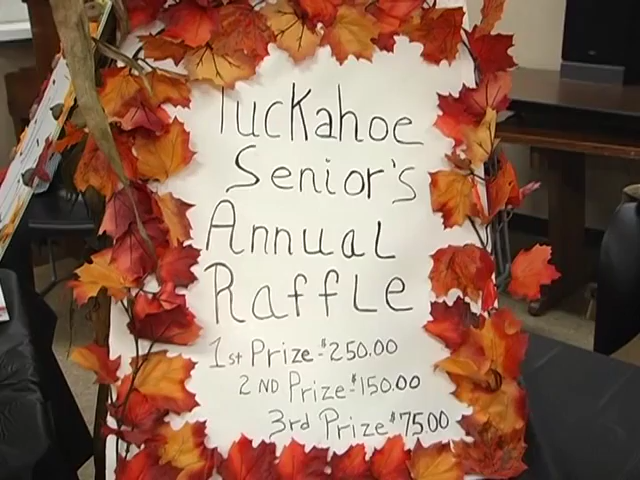 Tuckahoe
Senior's
Annual
Raffle
1st Prize-$250.00
2ND Prize-$150.00
3rd Prize $75.00